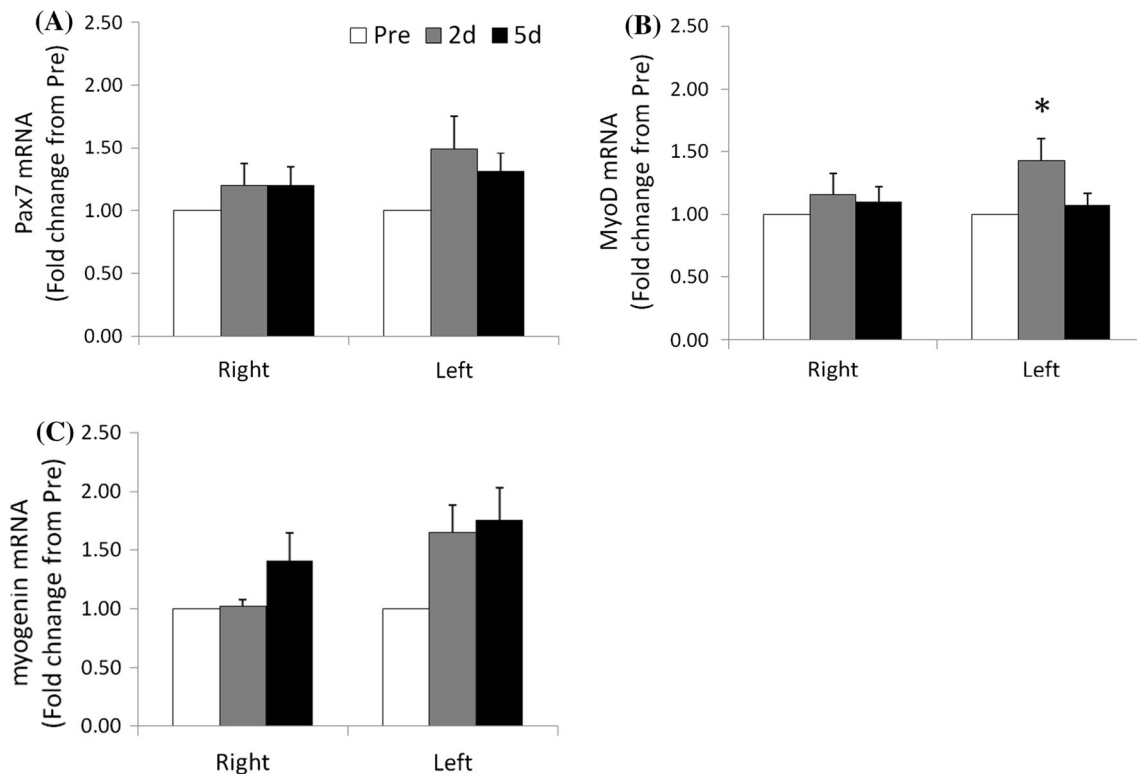 (A)
Pax7 mRNA
(Fold chnange from Pre)
2.50
2.00
1.50
1.00
0.50
0.00
Pre 2d 5d
Right Left
(B)
MyoD mRNA
(Fold chnange from Pre)
2.50
2.00
1.50
1.00
0.50
0.00
*
Right Left
(C)
myogenin mRNA
(Fold chnange from Pre)
2.50
2.00
1.50
1.00
0.50
0.00
Right Left